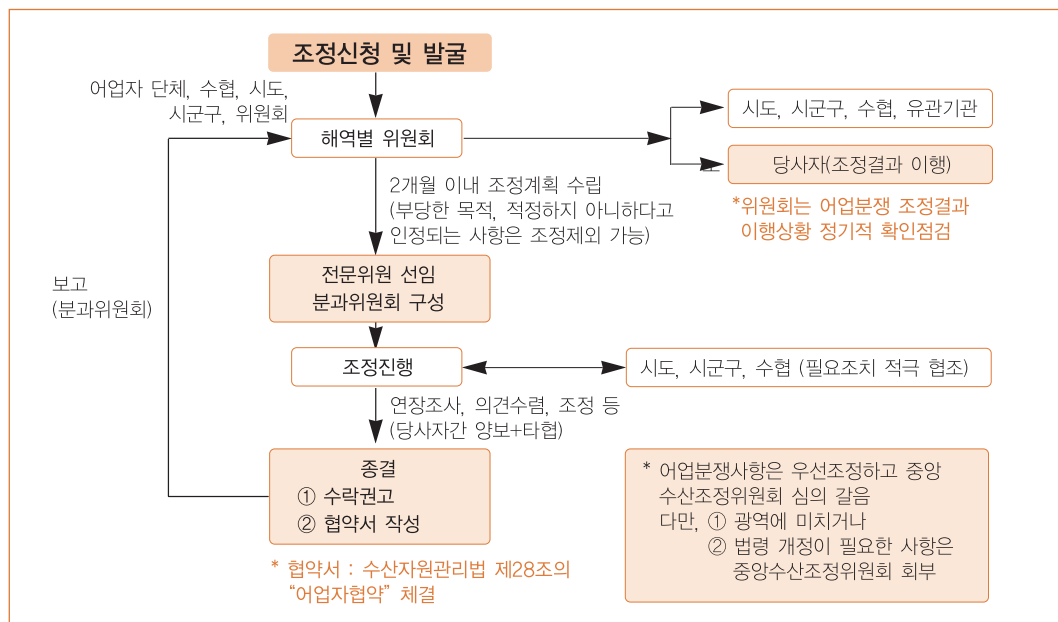 조정신청 및 발굴
어업자 단체, 수협, 시도,
시군구, 위원회
해역별 위원회
시도, 시군구, 수협, 유관기관
당사자(조정결과 이행)
*위원회는 어업분쟁 조정결과
이행상황 정기적 확인점검
2개월 이내 조정계획 수립
(부당한 목적, 적정하지 아니하다고
인정되는 사항은 조정제외 가능)
보고
(분과위원회)
전문위원 선임
분과위원회 구성
조정진행
시도, 시군구, 수협 (필요조치 적극 협조)
연장조사, 의견수렴, 조정 등
(당사자간 양보+타협)
종결
① 수락권고
② 협약서 작성
* 협약서 : 수산자원관리법 제28조의
“어업자협약” 체결
* 어업분쟁사항은 우선조정하고 중앙
수산조정위원회 심의 갈음
다만, ① 광역에 미치거나
② 법령 개정이 필요한 사항은
중앙수산조정위원회 회부